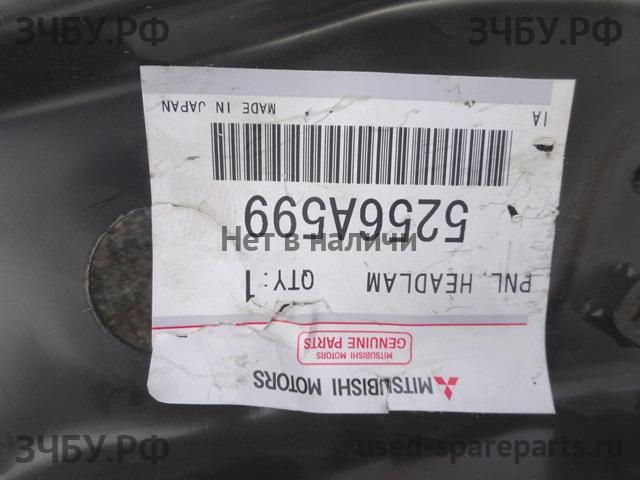 MITSUBISHI MOTORS
MITSUBISHI MOTORS
GENUINE PARTS
PNL, HEADLAM QTY:1
5256A599
IA MADE IN JAPAN
Нет в наличии
ЗЧБУ.РФ
ЗЧБУ.РФ
ЗЧБУ.РФ
used-spareparts.ru